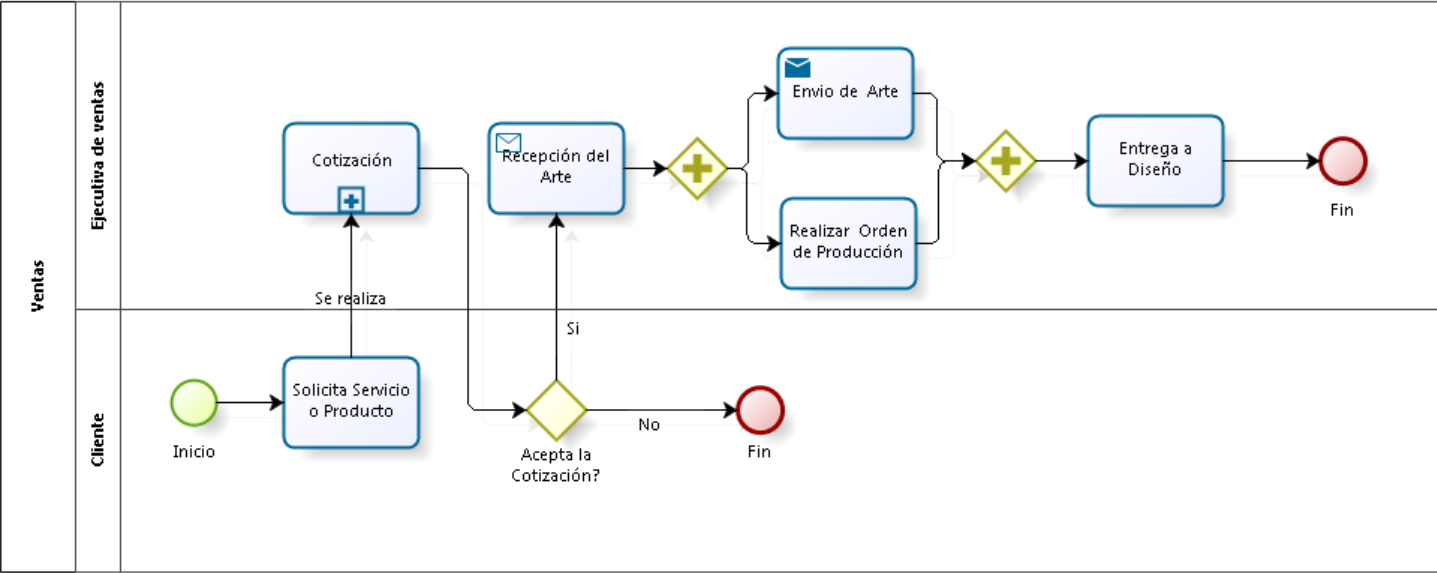 Ventas
Ejecutiva de ventas
Cotización
Recepción del
Arte
Envio de Arte
Realizar Orden
de Producción
Entrega a
Diseño
Fin
Se realiza
Si
Cliente
Inicio
Solicita Servicio
o Producto
Acepta la
Cotización?
No
Fin